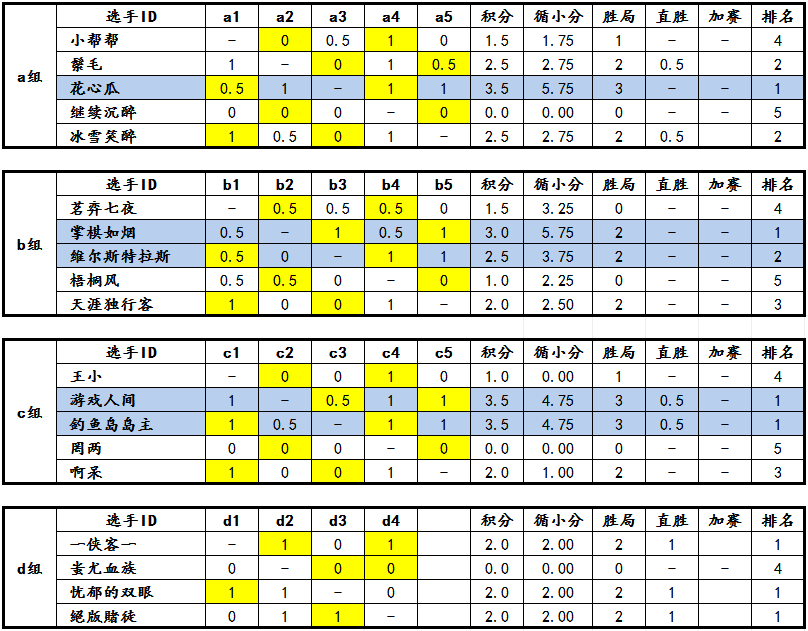 a组
选手ID a1 a2 a3 a4 a5 积分 循小分 胜局 直胜 加赛 排名
小帮帮 - 0 0.5 1 0 1.5 1.75 1 - - 4
鬃毛 1 - 0 1 0.5 2.5 2.75 2 0.5 2
花心瓜 0.5 1 - 1 1 3.5 5.75 3 - - 1
继续沉醉 0 0 0 - 0 0.0 0.00 0 - - 5
冰雪笑醉 1 0.5 0 1 - 2.5 2.75 2 0.5 2
b组
选手ID b1 b2 b3 b4 b5 积分 循小分 胜局 直胜 加赛 排名
茗弈七夜 - 0.5 0.5 0.5 0 1.5 3.25 0 - - 4
掌棋如烟 0.5 - 1 0.5 1 3.0 5.75 2 - - 1
维尔斯特拉斯 0.5 0 - 1 1 2.5 3.75 2 - - 2
梧桐风 0.5 0.5 0 - 0 1.0 2.25 0 - - 5
天涯独行客 1 0 0 1 - 2.0 2.50 2 - - 3
c组
选手ID c1 c2 c3 c4 c5 积分 循小分 胜局 直胜 加赛 排名
王小 - 0 0 1 0 1.0 0.00 1 - - 4
游戏人间 1 - 0.5 1 1 3.5 4.75 3 0.5 - 1
钓鱼岛岛主 1 0.5 - 1 1 3.5 4.75 3 0.5 - 1
罔两 0 0 0 - 0 0.0 0.00 0 - - 5
啊呆 1 0 0 1 - 2.0 1.00 2 - - 3
d组
选手ID d1 d2 d3 d4 积分 循小分 胜局 直胜 加赛 排名
一侠客一 - 1 0 1 2.0 2.00 2 1 1
蚩尤血族 0 - 0 0 0.0 0.00 0 - - 4
忧郁的双眼 1 1 - 0 2.0 2.00 2 1 1
绝版赌徒 0 1 1 - 2.0 2.00 2 1 1